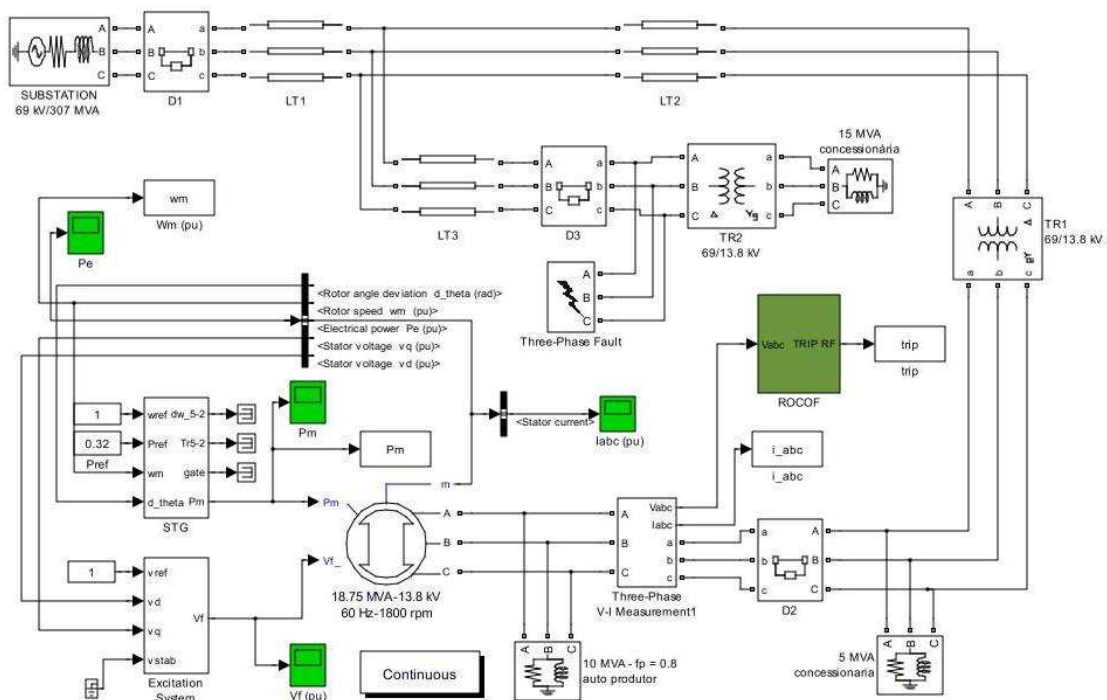 A
B
C
SUBSTATION
69 kV/307 MVA
A
B
C
a
b
c
D1
LT1
LT2
LT3
A
B
C
a
b
c
D3
A
B
C
a
b
c
Δ
Yg
TR2
69/13.8 kV
15 MVA
concessionária
A
B
C
A
B
C
Δ
Yg
a
b
c
TR1
69/13.8 kV
wm
Wm (pu)
Pe
A
B
C
Three-Phase Fault
<Rotor angle deviation d_theta (rad)>
<Rotor speed wm (pu)>
<Electrical power Pe (pu)>
<Stator voltage vq (pu)>
<Stator voltage vd (pu)>
Vabc
TRIP RF
ROCOF
trip
trip
1
0.32
Pref
wref
dw_5-2
Pref
Tr5-2
wm
gate
d_theta
Pm
STG
Pm
Pm
<Stator current>
Iabc (pu)
i_abc
i_abc
m
Pm
Vf_
A
B
C
18.75 MVA-13.8 kV
60 Hz-1800 rpm
A
B
C
Vabc
Iabc
a
b
c
Three-Phase
V-I Measurement1
a
b
c
A
B
C
D2
1
vref
vd
vq
vstab
Vf
Excitation
System
Vf (pu)
Continuous
A
B
C
10 MVA - fp = 0.8
auto produtor
A
B
C
5 MVA
concessionaria